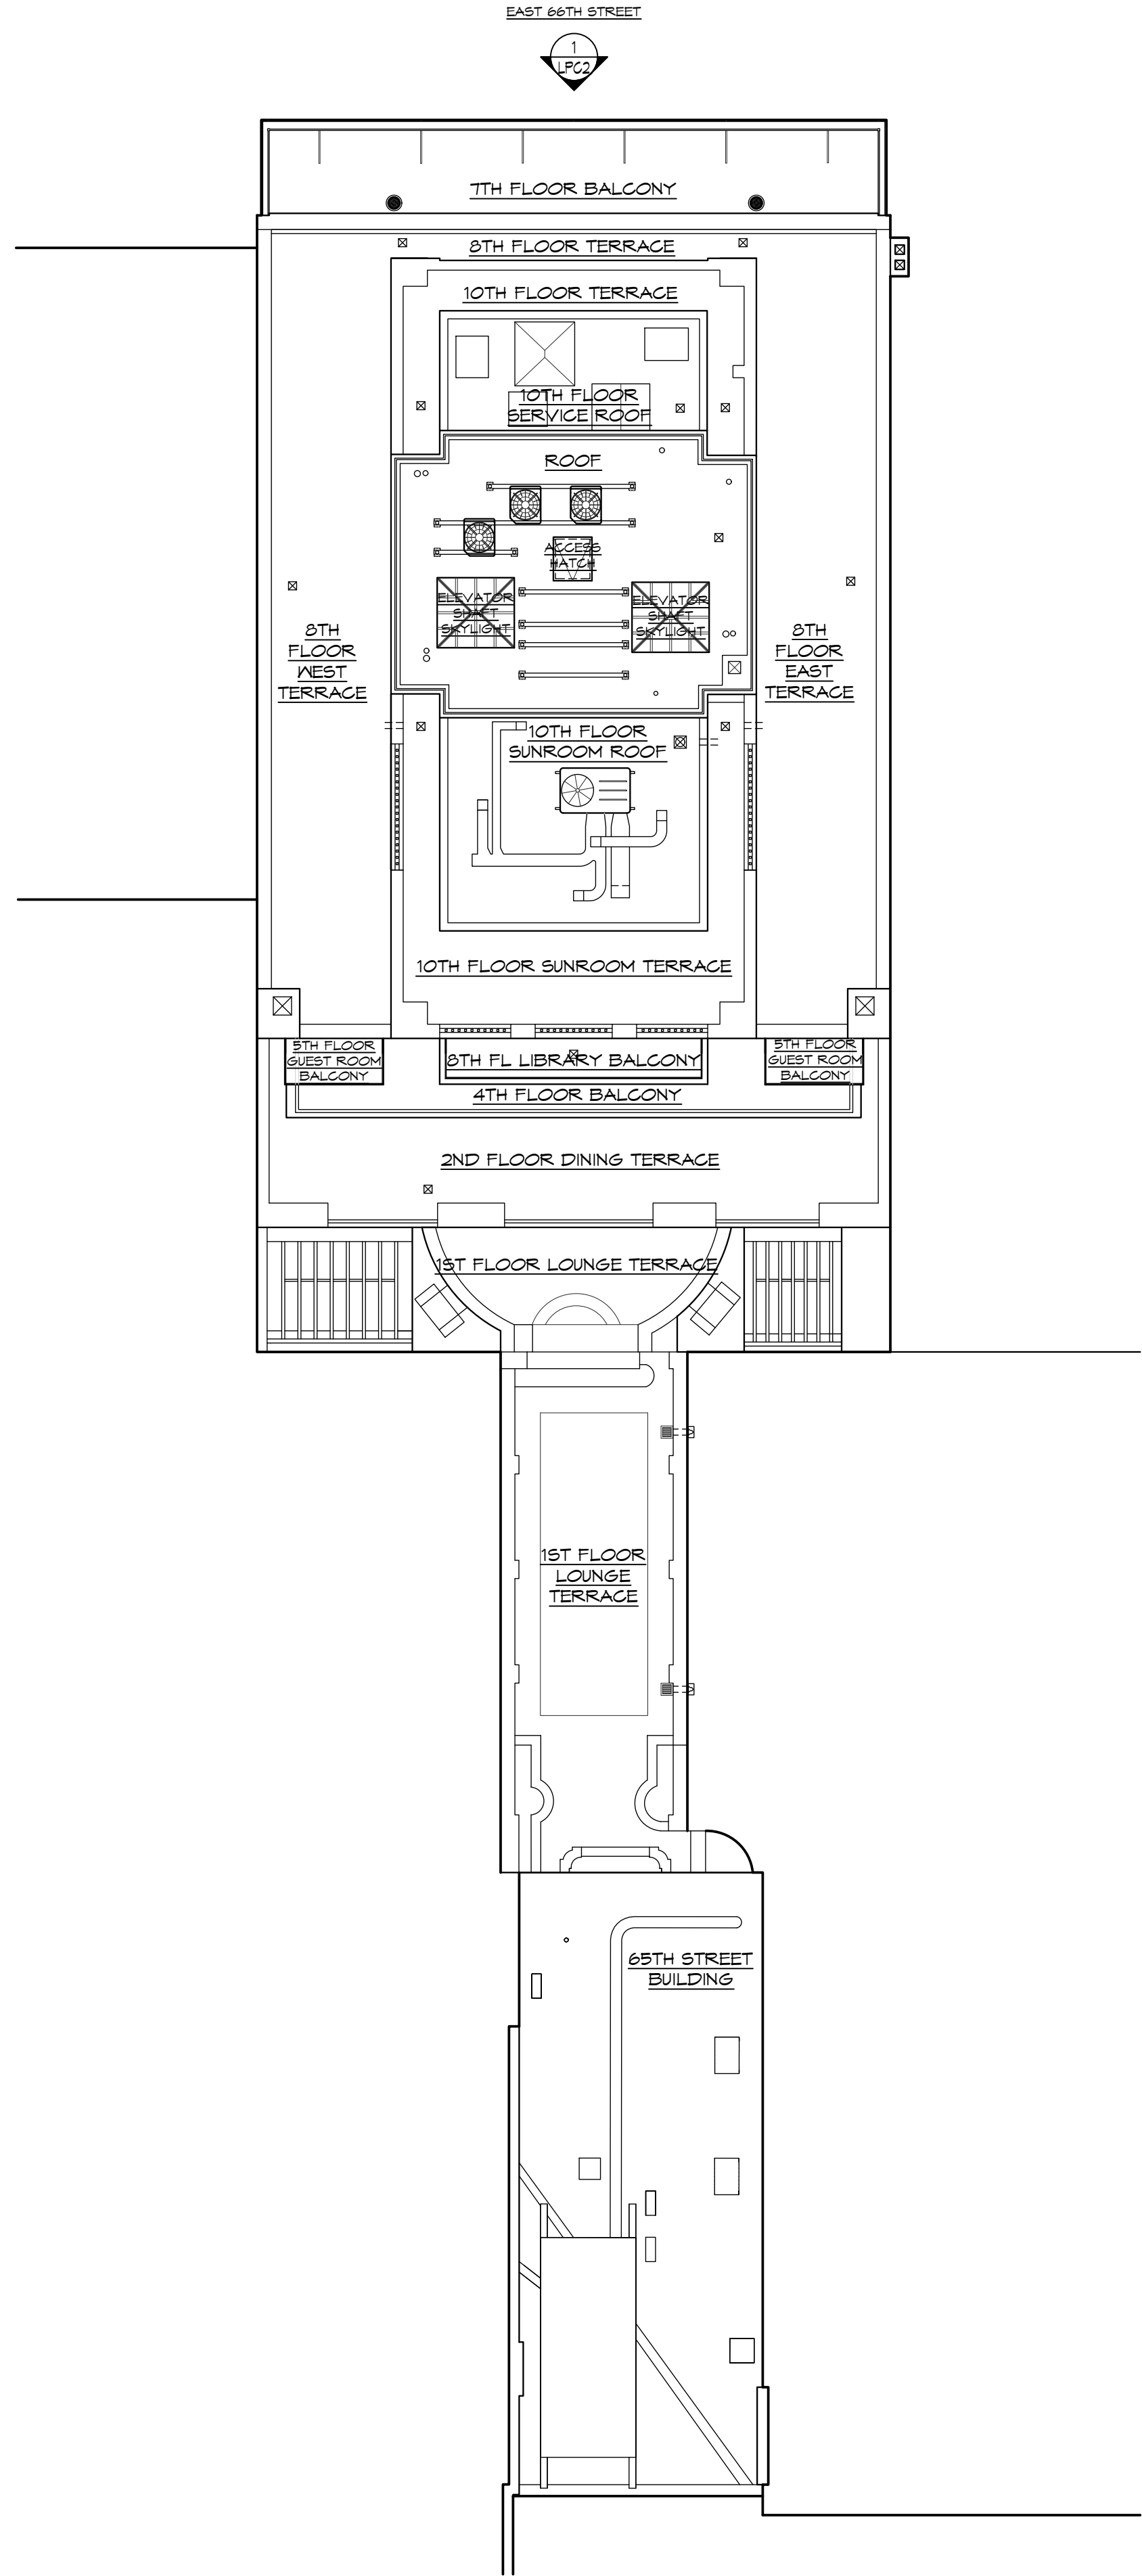 EAST 66TH STREET
1
LPC2
7TH FLOOR BALCONY
8TH FLOOR TERRACE
10TH FLOOR TERRACE
10TH FLOOR
SERVICE ROOF
ROOF
ACCESS
HATCH
ELEVATOR
SHAFT
SKYLIGHT
ELEVATOR
SHAFT
SKYLIGHT
8TH
FLOOR
WEST
TERRACE
8TH
FLOOR
EAST
TERRACE
10TH FLOOR
SUNROOM ROOF
10TH FLOOR SUNROOM TERRACE
5TH FLOOR
GUEST ROOM
BALCONY
8TH FL LIBRARY BALCONY
5TH FLOOR
GUEST ROOM
BALCONY
4TH FLOOR BALCONY
2ND FLOOR DINING TERRACE
1ST FLOOR LOUNGE TERRACE
1ST FLOOR
LOUNGE
TERRACE
65TH STREET
BUILDING